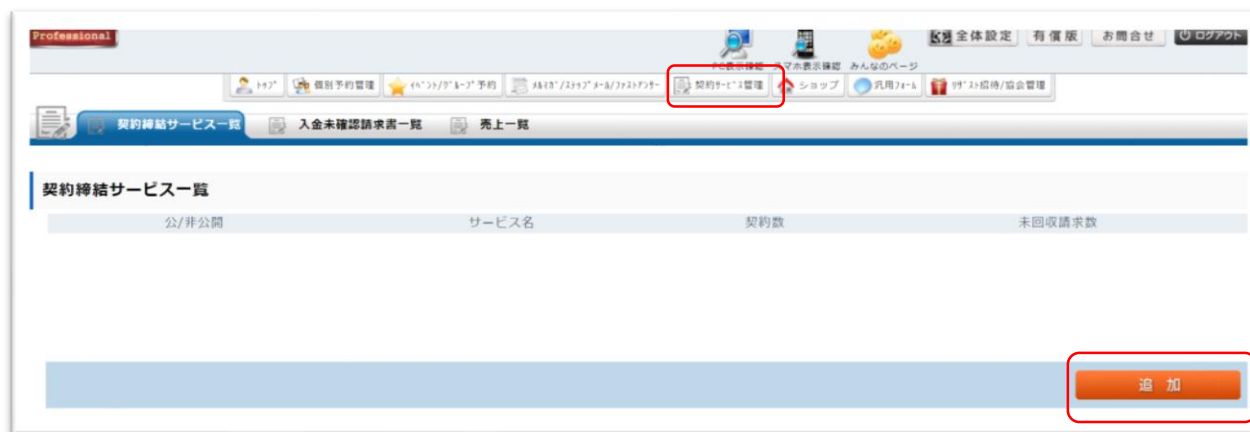 Professional
全体設定 有償版 お問合せ ログアウト
PC表示確認 スマホ表示確認 みんなのページ
トップ 個別予約管理 イベント/グループ予約 メルマガ/ステップメール/ファストアンサー 契約サービス管理 ショップ 汎用フォーム リザスト招待/協会管理
契約締結サービス一覧 入金未確認請求書一覧 売上一覧
契約締結サービス一覧
公/非公開 サービス名 契約数 未回収請求数
追 加